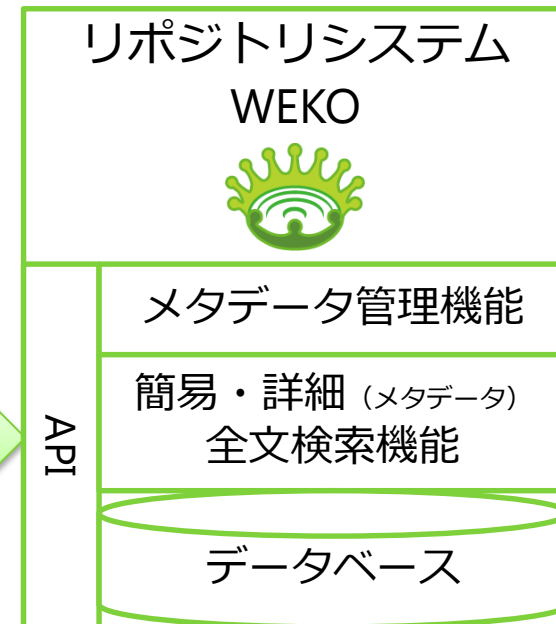 リポジトリシステム
WEKO
API
メタデータ管理機能
簡易・詳細（メタデータ）
全文検索機能
データベース